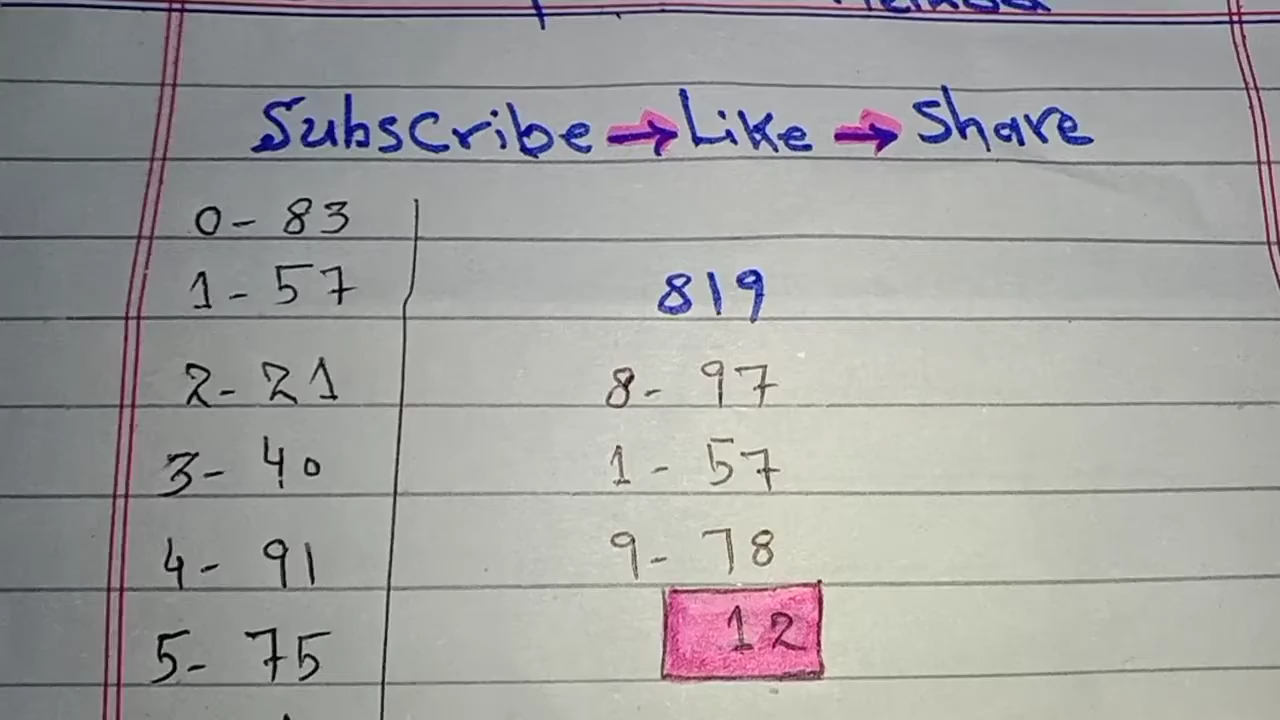 Subscribe → Like → Share
0 - 83
1 - 57
2 - 21
3 - 40
4 - 91
5 - 75
819
8 - 97
1 - 57
9 - 78
12